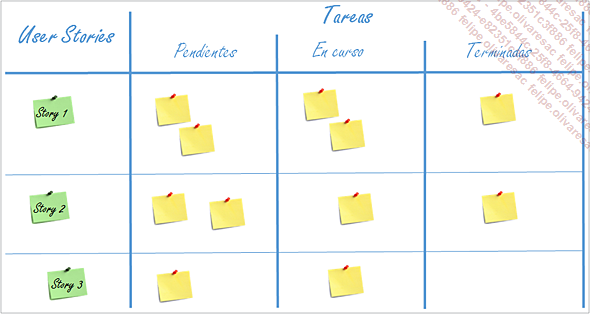 Tareas
User Stories
Pendientes
En curso
Terminadas
Story 1
Story 2
Story 3